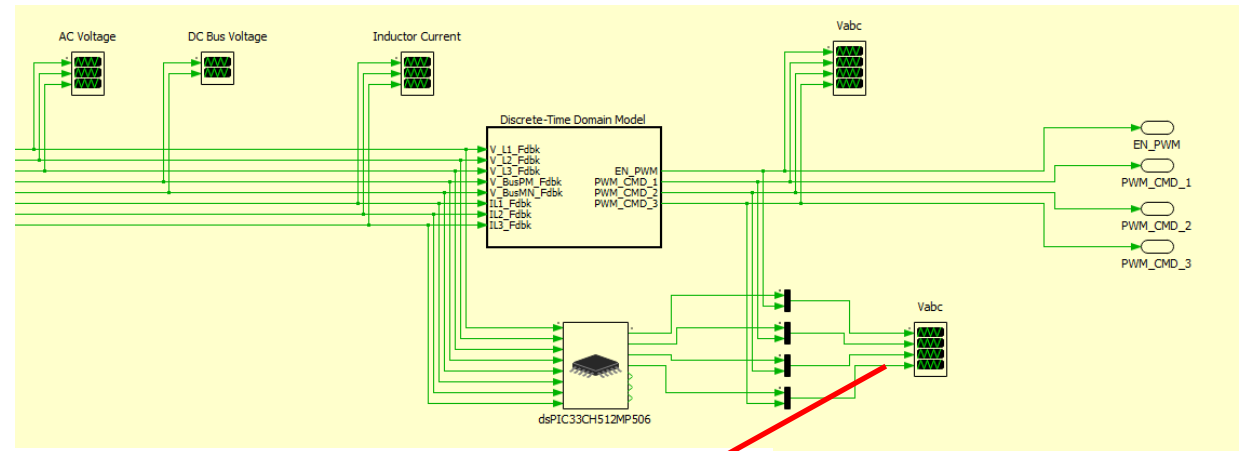 AC Voltage
DC Bus Voltage
Inductor Current
Vabc
Discrete-Time Domain Model
V_L1_Fdbk
V_L2_Fdbk
V_L3_Fdbk
V_BusPM_Fdbk
V_BusMN_Fdbk
IL1_Fdbk
IL2_Fdbk
IL3_Fdbk
EN_PWM
PWM_CMD_1
PWM_CMD_2
PWM_CMD_3
EN_PWM
PWM_CMD_1
PWM_CMD_2
PWM_CMD_3
Vabc
dsPIC33CH512MP506